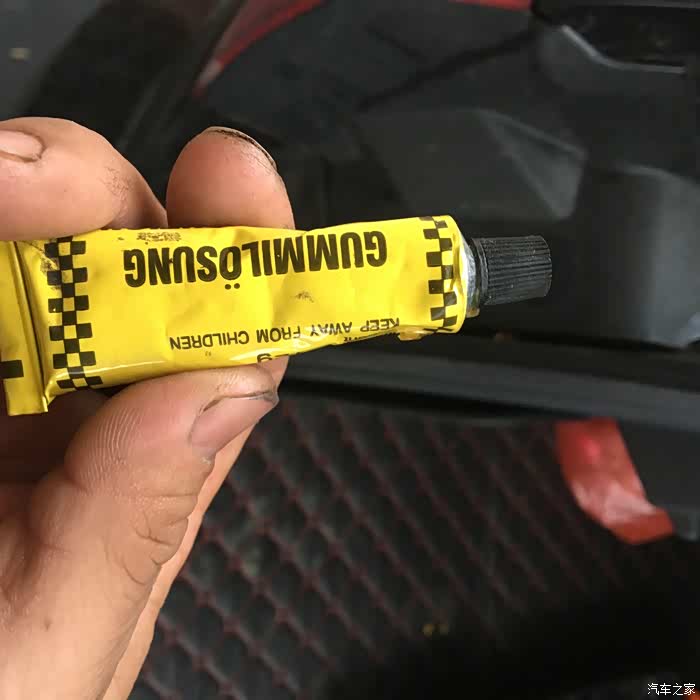 GUMMILÖSUNG
KEEP AWAY FROM CHILDREN
汽车之家